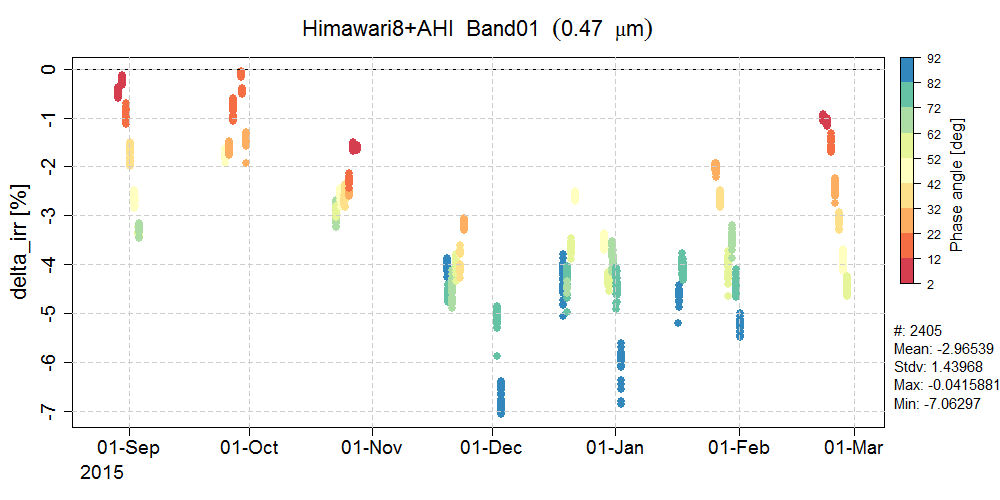 Himawari8+AHI Band01 (0.47 μm)
delta_irr [%]
0
-1
-2
-3
-4
-5
-6
-7
01-Sep 01-Oct 01-Nov 01-Dec 01-Jan 01-Feb 01-Mar
2015
92
82
72
62
52
42
32
22
12
2
Phase angle [deg]
#: 2405
Mean: -2.96539
Stdv: 1.43968
Max: -0.0415881
Min: -7.06297